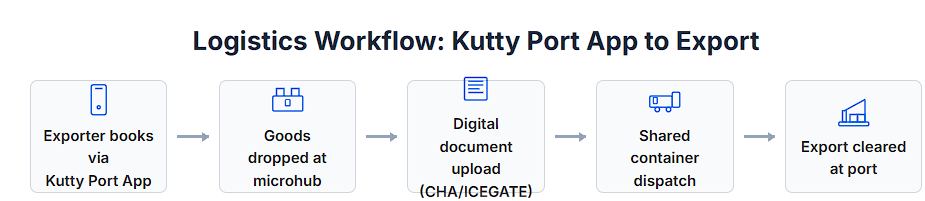 Logistics Workflow: Kutty Port App to Export
Exporter books
via
Kutty Port App
Goods
dropped at
microhub
Digital
document
upload
(CHA/ICEGATE)
Shared
container
dispatch
Export cleared
at port